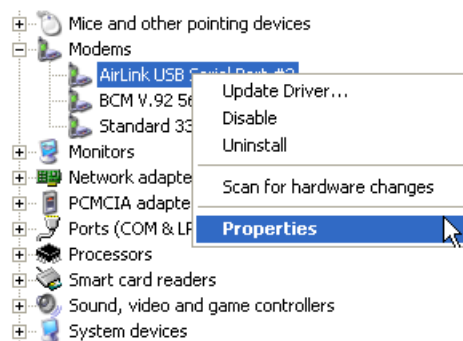 Mice and other pointing devices
Modems
AirLink USB Serial Port #2
BCM V.92 56
Update Driver...
Disable
Standard 33
Uninstall
Monitors
Network adapte
Scan for hardware changes
PCMCIA adapte
Ports (COM & LP
Properties
Processors
Smart card readers
Sound, video and game controllers
System devices